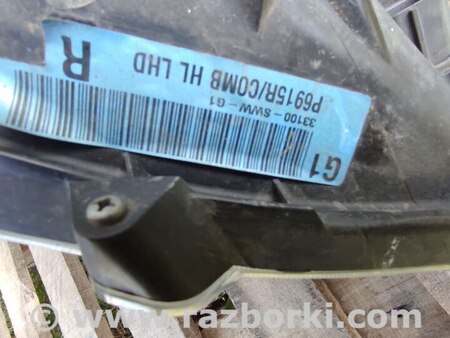 R
P6915R/COMB HL LHD
33100 - SWW - G1
G1
© www.razborki.com